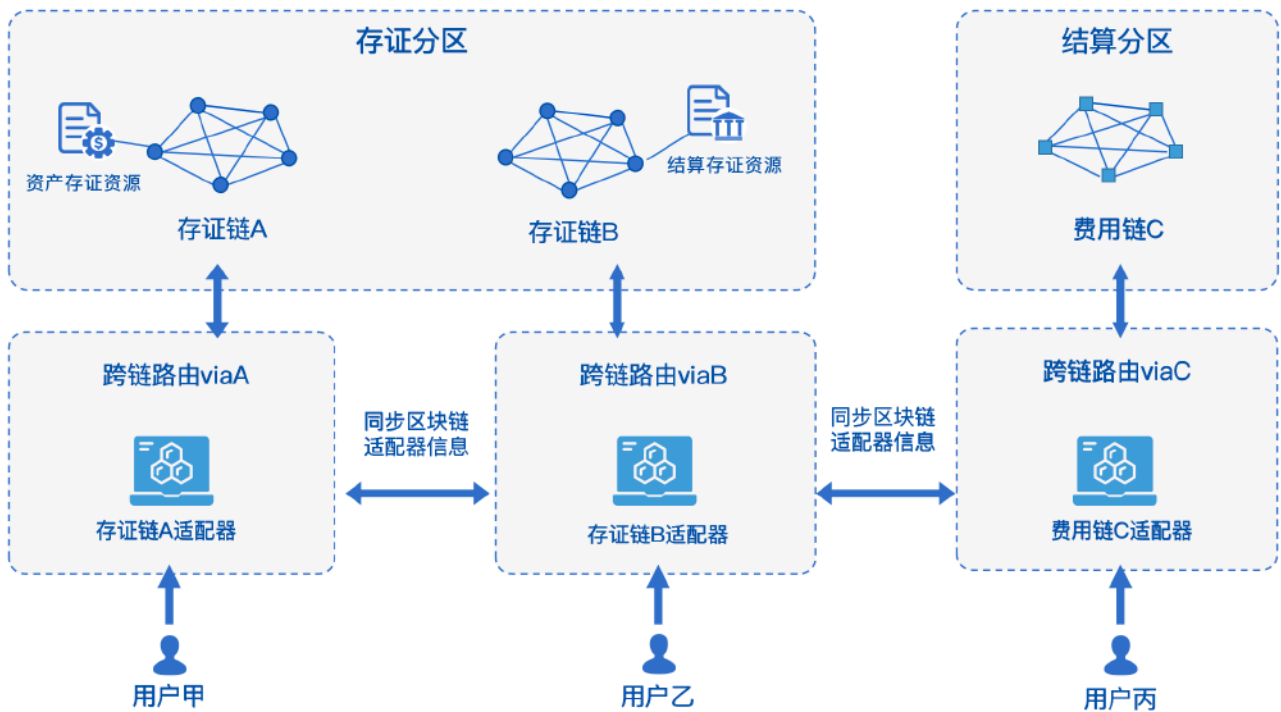 存证分区
结算分区
资产存证资源
结算存证资源
存证链A
存证链B
费用链C
跨链路由viaA
跨链路由viaB
跨链路由viaC
同步区块链
适配器信息
同步区块链
适配器信息
存证链A适配器
存证链B适配器
费用链C适配器
用户甲
用户乙
用户丙